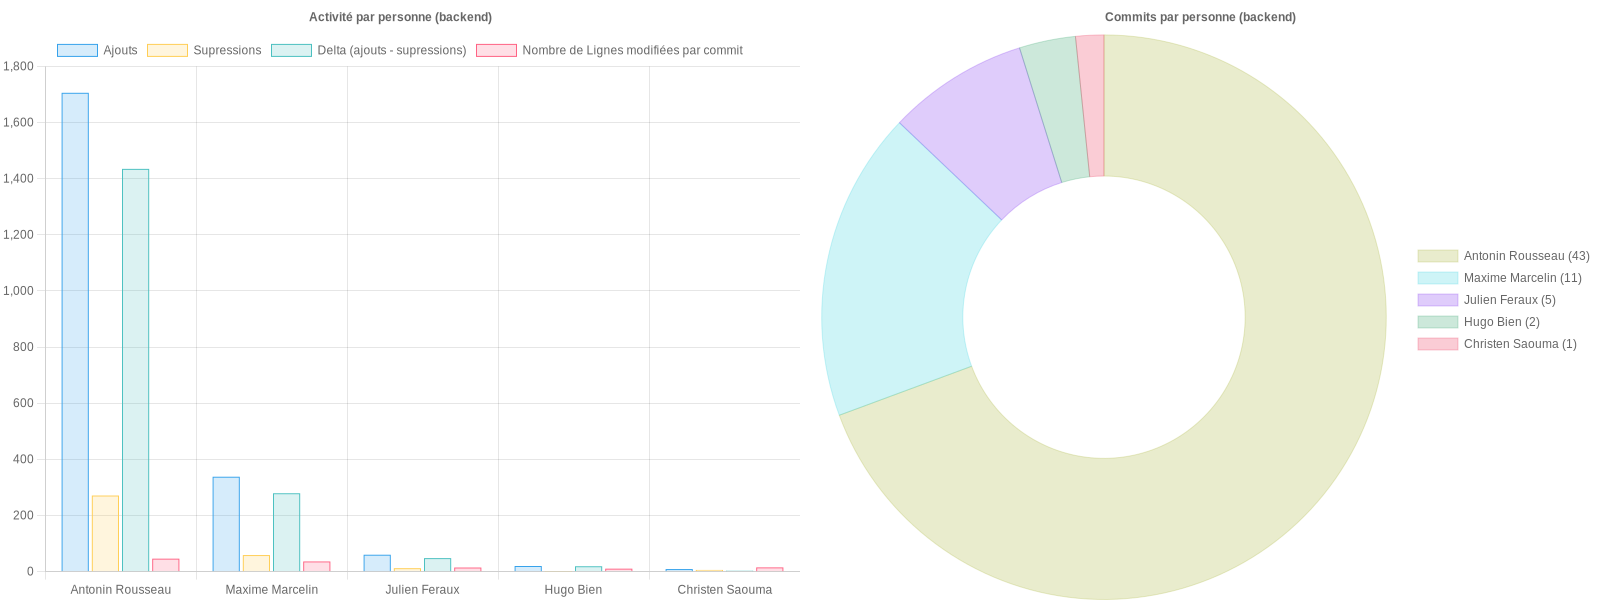 Activité par personne (backend)
Ajouts
Supressions
Delta (ajouts - supressions)
Nombre de Lignes modifiées par commit
1,800
1,600
1,400
1,200
1,000
800
600
400
200
0
Antonin Rousseau
Maxime Marcelin
Julien Feraux
Hugo Bien
Christen Saouma
Commits par personne (backend)
Antonin Rousseau (43)
Maxime Marcelin (11)
Julien Feraux (5)
Hugo Bien (2)
Christen Saouma (1)